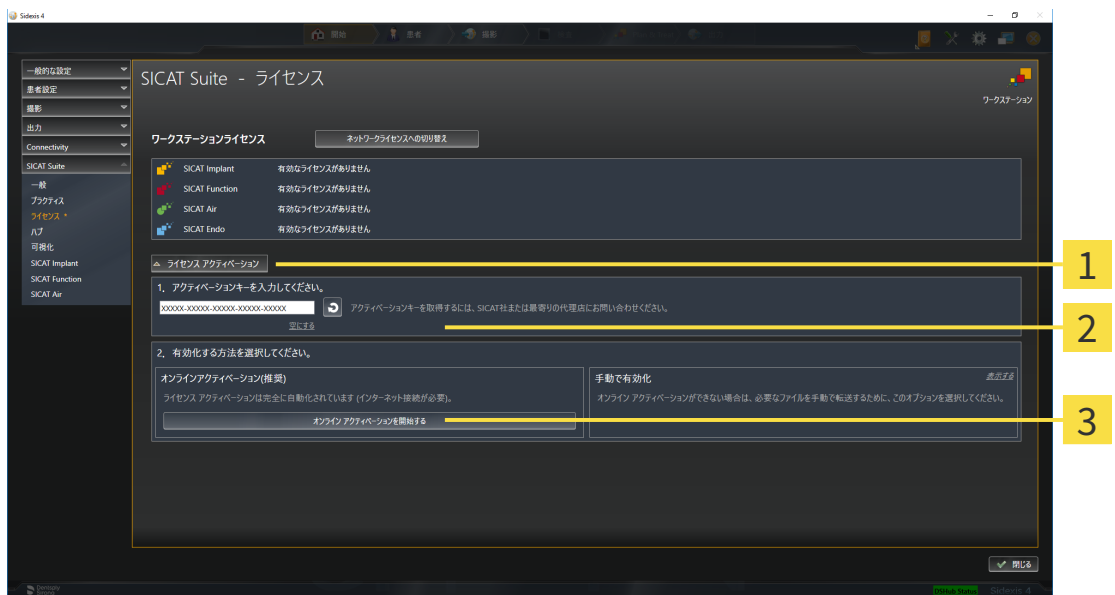 Sidexis 4
開始
患者
撮影
一般的な設定
患者設定
撮影
出力
Connectivity
SICAT Suite
一般
プラクティス
ライセンス *
ハブ
可視化
SICAT Implant
SICAT Function
SICAT Air
SICAT Suite - ライセンス
ワークステーション
ワークステーションライセンス
ネットワークライセンスへの切り替え
SICAT Implant 有効なライセンスがありません
SICAT Function 有効なライセンスがありません
SICAT Air 有効なライセンスがありません
SICAT Endo 有効なライセンスがありません
ライセンス アクティベーション
1
1. アクティベーションキーを入力してください。
XXXXX-XXXXX-XXXXX-XXXXX-XXXXX
アクティベーションキーを取得するには、SICAT社または最寄りの代理店にお問い合わせください。
空にする
2
2. 有効化する方法を選択してください。
オンラインアクティベーション(推奨)
ライセンス アクティベーションは完全に自動化されています (インターネット接続が必要)。
オンライン アクティベーションを開始する
手動で有効化
表示する
オンライン アクティベーションができない場合は、必要なファイルを手動で転送するために、このオプションを選択してください。
3
閉じる
Dentsply
Sirona
DSHub Status
Sidexis 4